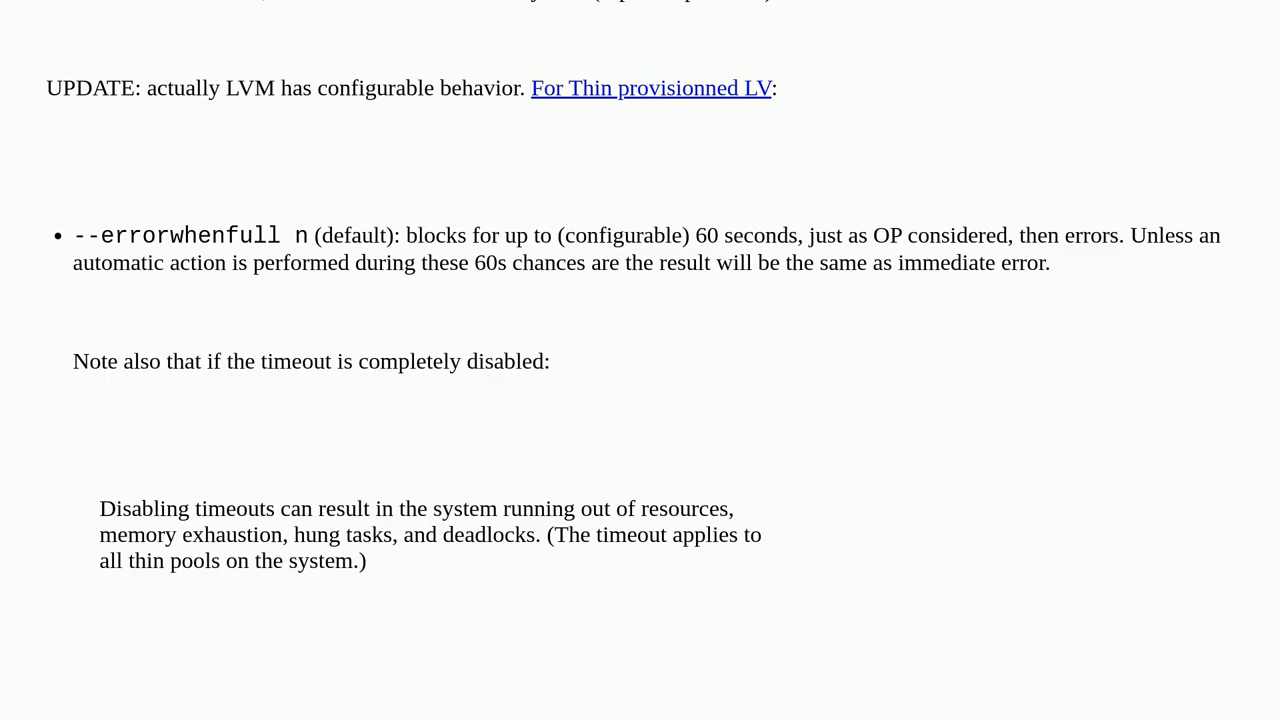 UPDATE: actually LVM has configurable behavior. For Thin provisionned LV:
• --errorwhenfull n (default): blocks for up to (configurable) 60 seconds, just as OP considered, then errors. Unless an
automatic action is performed during these 60s chances are the result will be the same as immediate error.
Note also that if the timeout is completely disabled:
Disabling timeouts can result in the system running out of resources,
memory exhaustion, hung tasks, and deadlocks. (The timeout applies to
all thin pools on the system.)